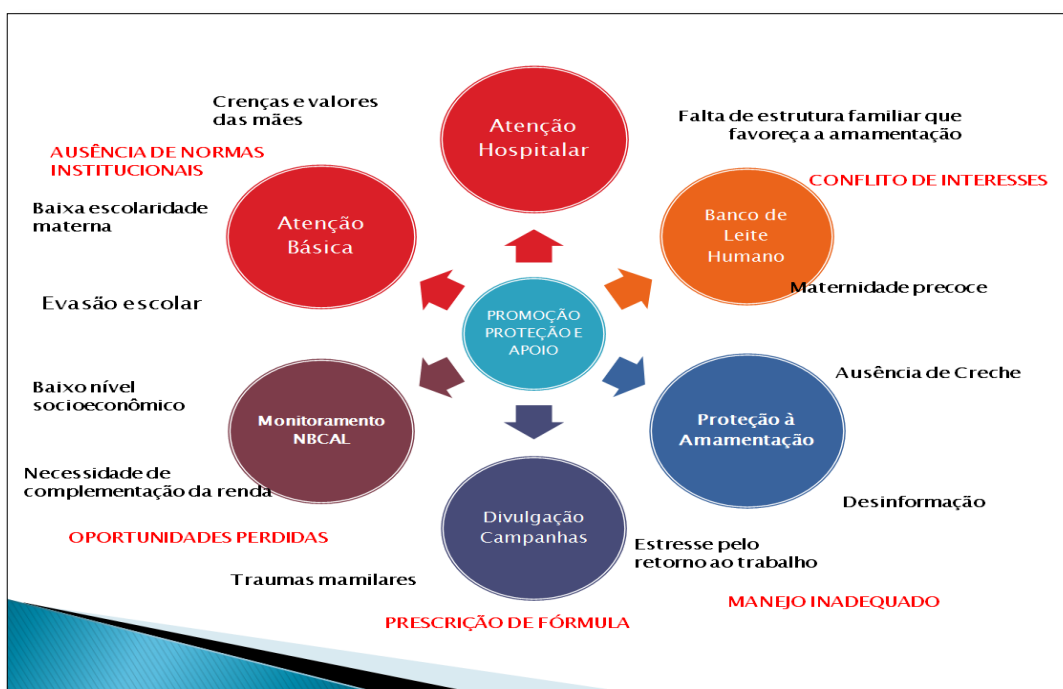 Crenças e valores
das mães
Atenção
Hospitalar
Falta de estrutura familiar que
favoreça a amamentação
AUSÊNCIA DE NORMAS
INSTITUCIONAIS
CONFLITO DE INTERESSES
Baixa escolaridade
materna
Atenção
Básica
Banco de
Leite
Humano
Evasão escolar
Maternidade precoce
PROMOÇÃO
PROTEÇÃO E
APOIO
Baixo nível
socioeconômico
Ausência de Creche
Monitoramento
NBCAL
Proteção à
Amamentação
Necessidade de
complementação da renda
Desinformação
Divulgação
Campanhas
OPORTUNIDADES PERDIDAS
Estresse pelo
retorno ao trabalho
Traumas mamilares
MANEJO INADEQUADO
PRESCRIÇÃO DE FÓRMULA